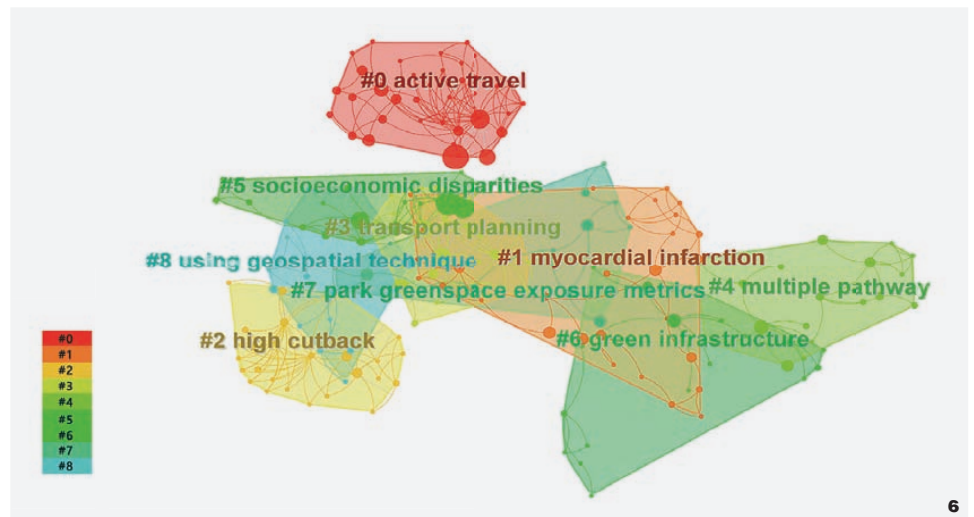 #0 active travel
#5 socioeconomic disparities
#3 transport planning
#8 using geospatial technique
#1 myocardial infarction
#7 park greenspace exposure metrics
#4 multiple pathway
#2 high cutback
#6 green infrastructure
#0
#1
#2
#3
#4
#5
#6
#7
#8
6